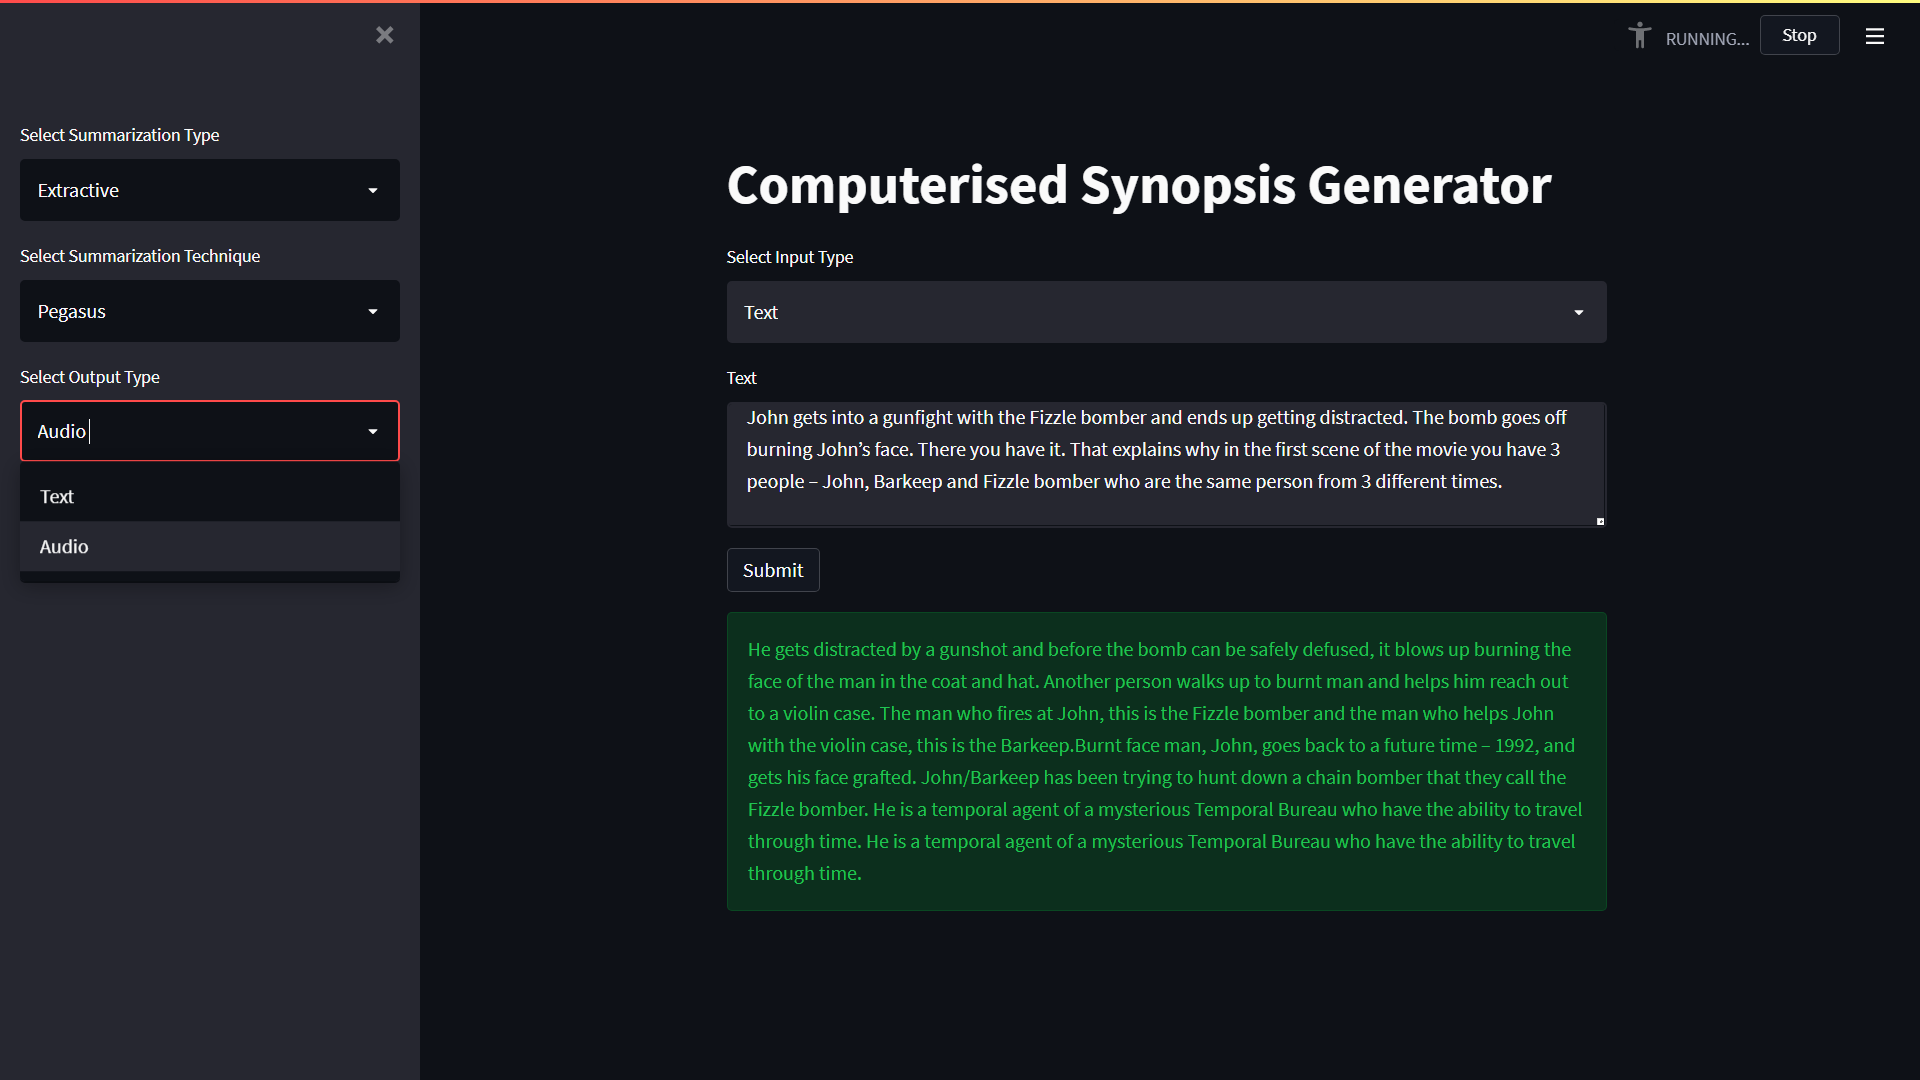 RUNNING...
Stop
Select Summarization Type
Extractive
Select Summarization Technique
Pegasus
Select Output Type
Audio
Text
Audio
Computerised Synopsis Generator
Select Input Type
Text
Text
John gets into a gunfight with the Fizzle bomber and ends up getting distracted. The bomb goes off
burning John’s face. There you have it. That explains why in the first scene of the movie you have 3
people – John, Barkeep and Fizzle bomber who are the same person from 3 different times.
Submit
He gets distracted by a gunshot and before the bomb can be safely defused, it blows up burning the
face of the man in the coat and hat. Another person walks up to burnt man and helps him reach out
to a violin case. The man who fires at John, this is the Fizzle bomber and the man who helps John
with the violin case, this is the Barkeep.Burnt face man, John, goes back to a future time – 1992, and
gets his face grafted. John/Barkeep has been trying to hunt down a chain bomber that they call the
Fizzle bomber. He is a temporal agent of a mysterious Temporal Bureau who have the ability to travel
through time. He is a temporal agent of a mysterious Temporal Bureau who have the ability to travel
through time.